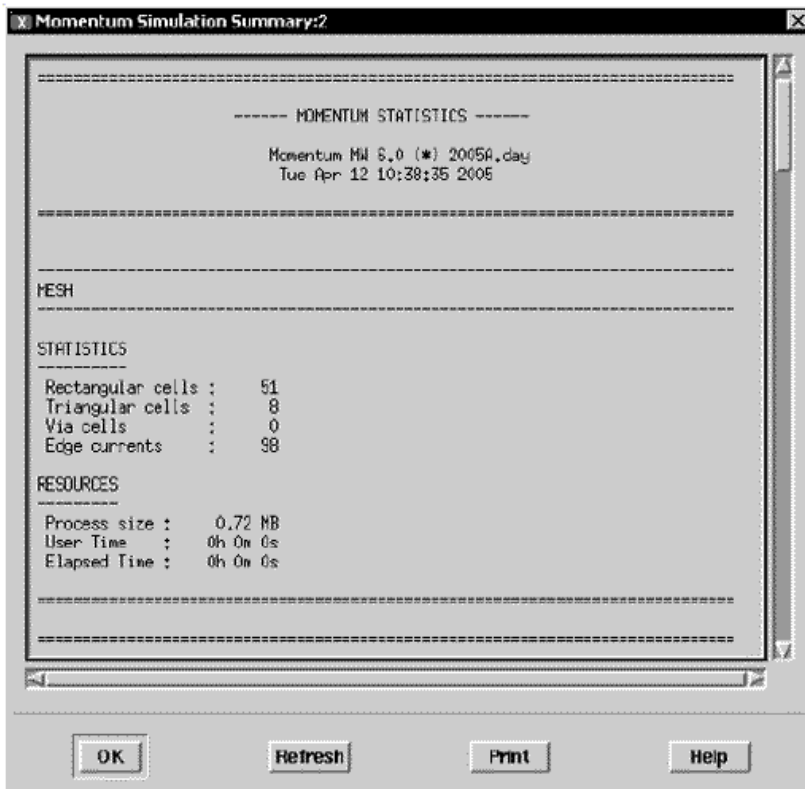 Momentum Simulation Summary:2
------ MOMENTUM STATISTICS ------
Momentum MW 6.0 (*) 2005A.day
Tue Apr 12 10:38:35 2005
MESH
STATISTICS
Rectangular cells : 51
Triangular cells : 8
Via cells : 0
Edge currents : 98
RESOURCES
Process size : 0.72 MB
User Time : 0h 0m 0s
Elapsed Time : 0h 0m 0s
OK Refresh Print Help